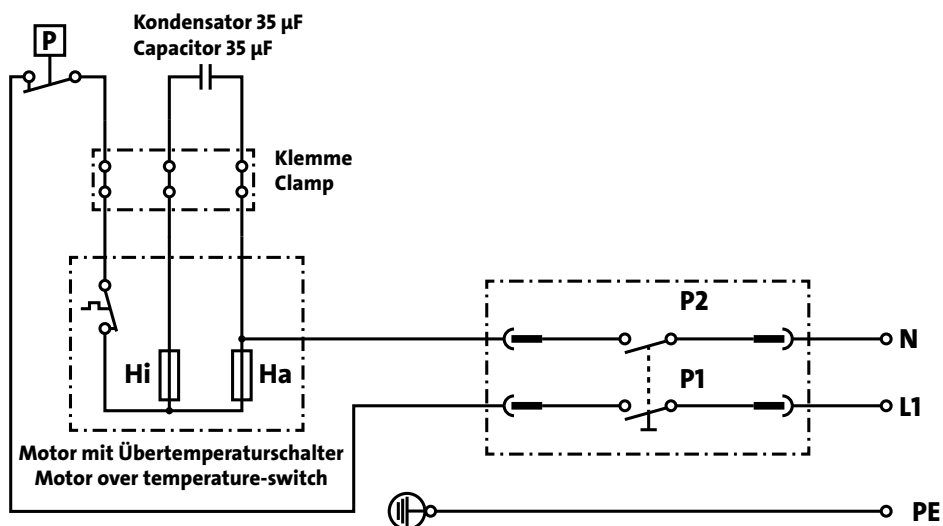 Kondensator 35 µF
Capacitor 35 µF
P
Klemme
Clamp
P2
N
Hi
Ha
P1
L1
Motor mit Übertemperaturschalter
Motor over temperature-switch
PE